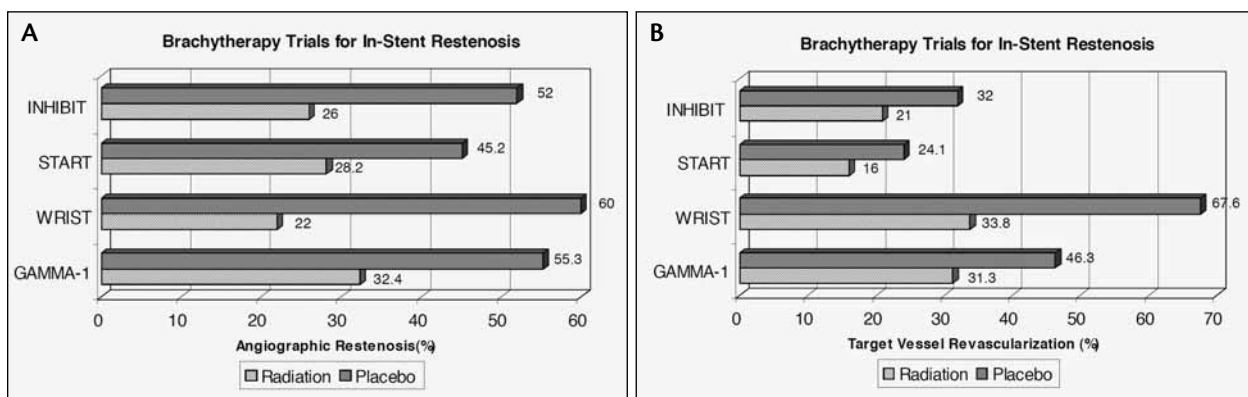 A
Brachytherapy Trials for In-Stent Restenosis
INHIBIT
52
26
START
45.2
28.2
WRIST
60
22
GAMMA-1
55.3
32.4
0 10 20 30 40 50 60
Angiographic Restenosis(%)
Radiation Placebo
B
Brachytherapy Trials for In-Stent Restenosis
INHIBIT
32
21
START
24.1
16
WRIST
67.6
33.8
GAMMA-1
46.3
31.3
0 10 20 30 40 50 60 70
Target Vessel Revascularization (%)
Radiation Placebo